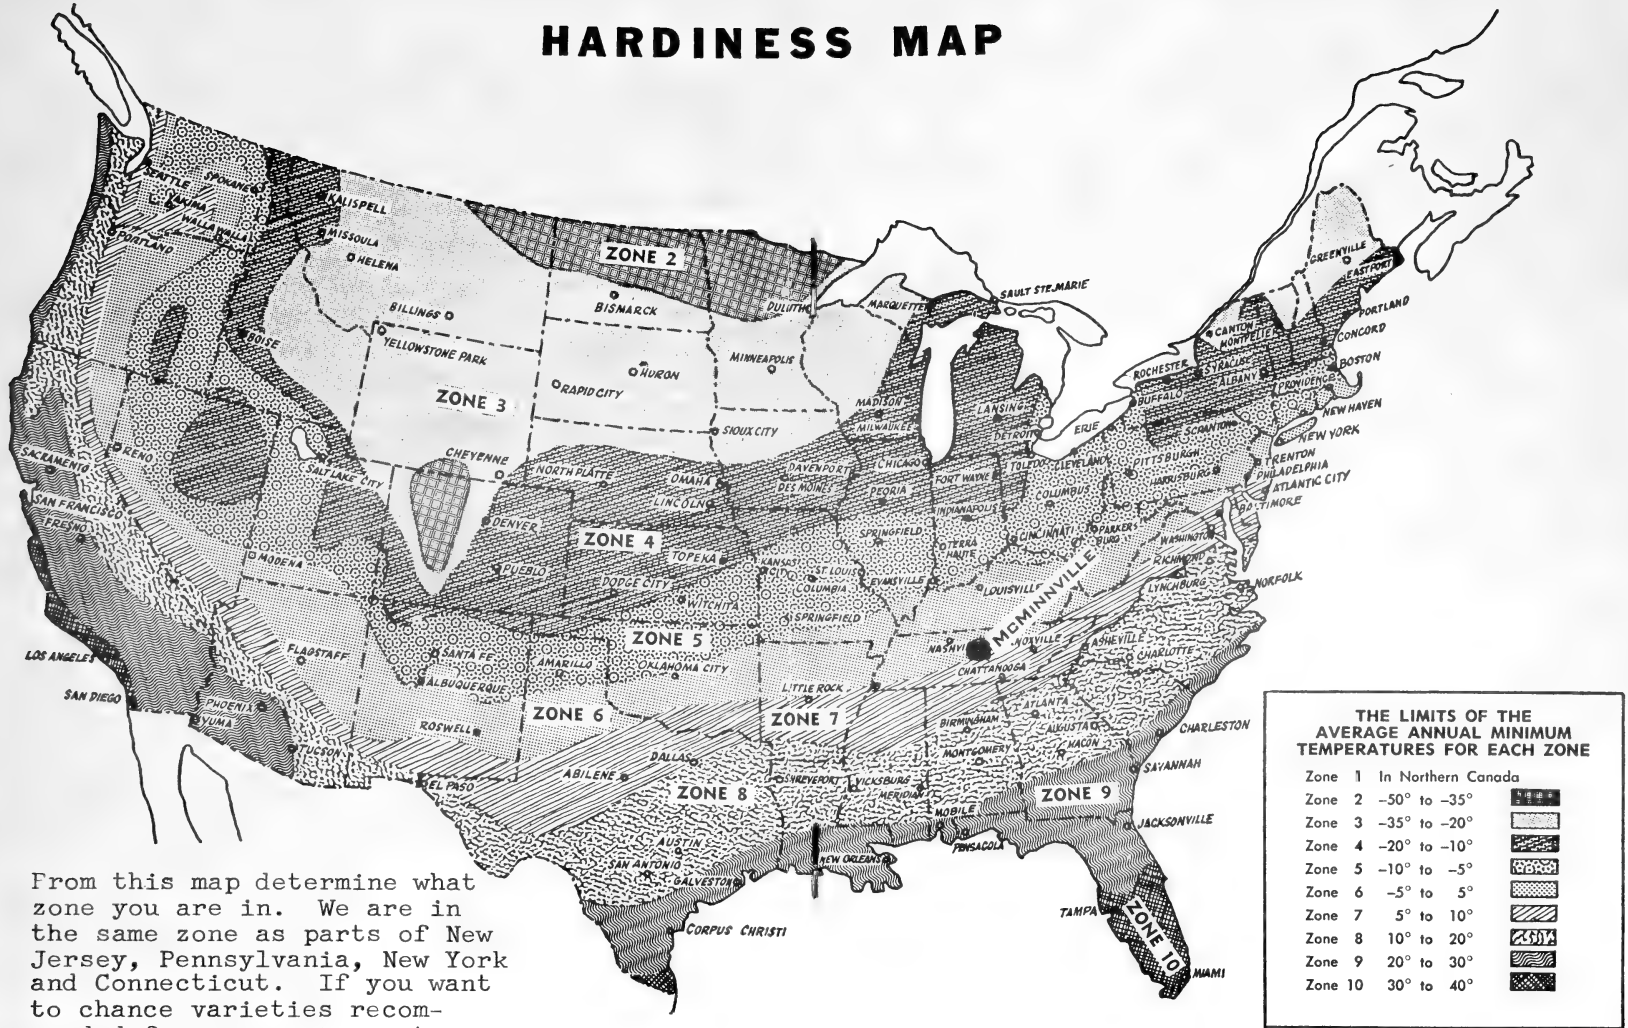 HARDINESS MAP
SEATTLE
SPOKANE
YAKIMA
WALLA WALLA
PORTLAND
KALISPELL
MISSOULA
HELENA
BILLINGS
YELLOWSTONE PARK
BOISE
ZONE 2
BISMARCK
DULUTH
MARQUETTE
SAULT STE.MARIE
GREENVILLE
EASTPORT
PORTLAND
CANTON
MONTPELIER
CONCORD
BOSTON
ROCHESTER
SYRACUSE
ALBANY
PROVIDENCE
BUFFALO
NEW HAVEN
SCRANTON
NEW YORK
MINNEAPOLIS
HURON
RAPID CITY
ZONE 3
SIOUX CITY
MADISON
MILWAUKEE
LANSING
DETROIT
ERIE
RENO
SACRAMENTO
SAN FRANCISCO
FRESNO
SALT LAKE CITY
CHEYENNE
NORTH PLATTE
OMAHA
LINCOLN
DAVENPORT
DES MOINES
CHICAGO
PEORIA
FORT WAYNE
TOLEDO
CLEVELAND
PITTSBURGH
HARRISBURG
TRENTON
PHILADELPHIA
ATLANTIC CITY
BALTIMORE
COLUMBUS
INDIANAPOLIS
DENVER
ZONE 4
TOPEKA
SPRINGFIELD
TERRA HAUTE
CINCINNATI
PARKERSBURG
WASHINGTON
RICHMOND
LYNCHBURG
NORFOLK
MODENA
PUEBLO
DODGE CITY
KANSAS CITY
ST LOUIS
COLUMBIA
EVANSVILLE
LOUISVILLE
McMINNVILLE
WITCHITA
SPRINGFIELD
ZONE 5
NASHVI
KNOXVILLE
ASHEVILLE
CHARLOTTE
CHATTANOOGA
LOS ANGELES
SAN DIEGO
FLAGSTAFF
SANTA FE
ALBUQUERQUE
AMARILLO
OKLAHOMA CITY
LITTLE ROCK
PHOENIX
YUMA
TUCSON
ROSWELL
ZONE 6
ZONE 7
BIRMINGHAM
ATLANTA
AUGUSTA
MACON
MONTGOMERY
CHARLESTON
SAVANNAH
EL PASO
ABILENE
DALLAS
ZONE 8
SHREVEPORT
VICKSBURG
MERIDIAN
ZONE 9
MOBILE
PENSACOLA
JACKSONVILLE
AUSTIN
SAN ANTONIO
GALVESTON
NEW ORLEANS
CORPUS CHRISTI
TAMPA
ZONE 10
MIAMI
THE LIMITS OF THE
AVERAGE ANNUAL MINIMUM
TEMPERATURES FOR EACH ZONE
Zone 1 In Northern Canada
Zone 2 -50° to -35°
Zone 3 -35° to -20°
Zone 4 -20° to -10°
Zone 5 -10° to -5°
Zone 6 -5° to 5°
Zone 7 5° to 10°
Zone 8 10° to 20°
Zone 9 20° to 30°
Zone 10 30° to 40°
From this map determine what
zone you are in. We are in
the same zone as parts of New
Jersey, Pennsylvania, New York
and Connecticut. If you want
to chance varieties recom-